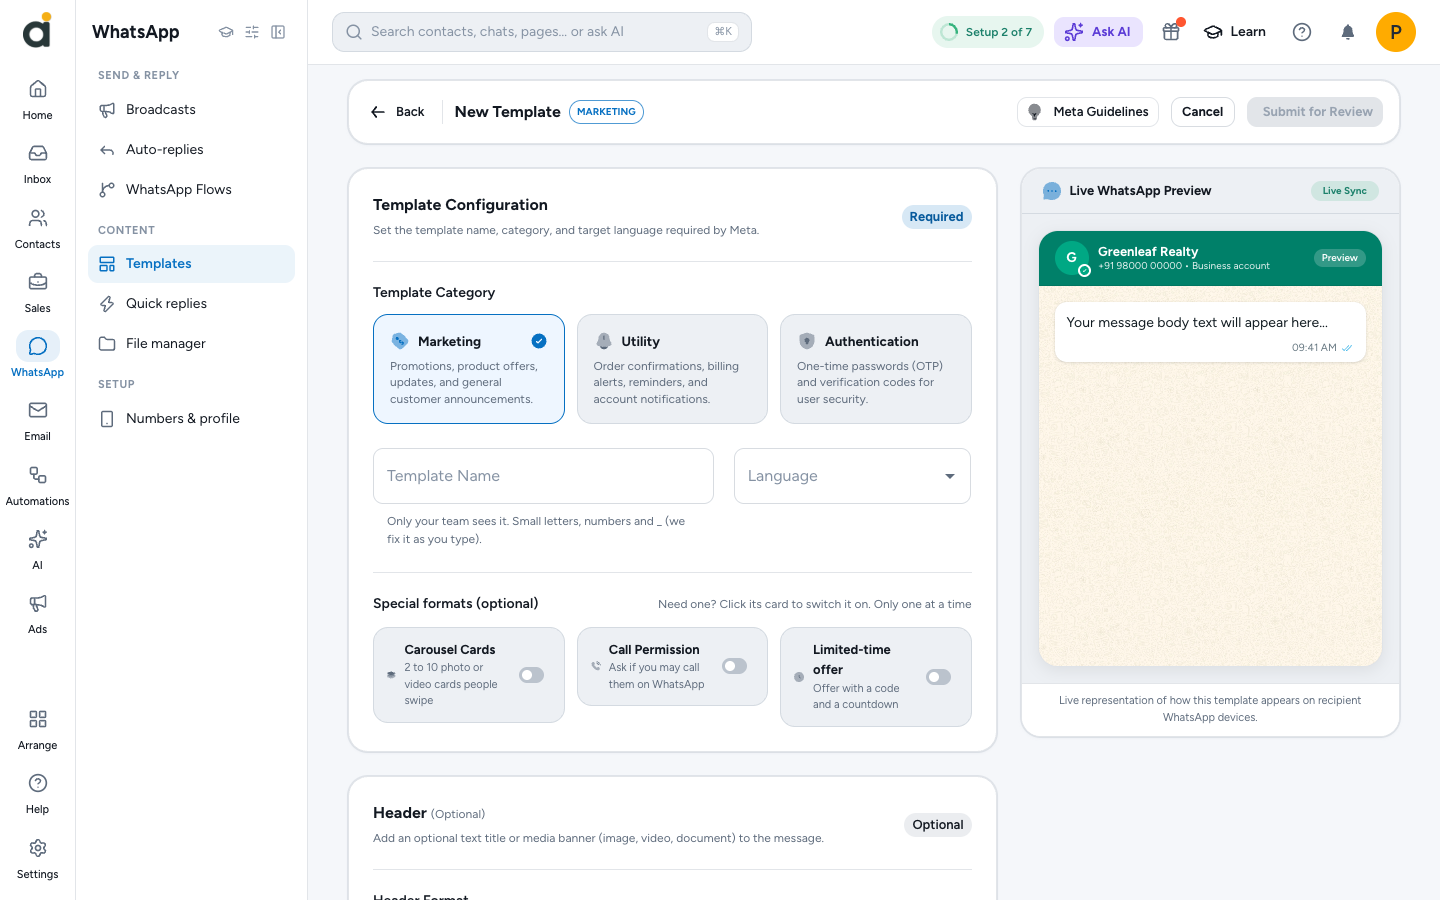 WhatsApp
Search contacts, chats, pages... or ask AI
⌘K
Setup 2 of 7
Ask AI
Learn
P
Home
Inbox
Contacts
Sales
WhatsApp
Email
Automations
AI
Ads
Arrange
Help
Settings
SEND & REPLY
Broadcasts
Auto-replies
WhatsApp Flows
CONTENT
Templates
Quick replies
File manager
SETUP
Numbers & profile
Back
New Template
MARKETING
Meta Guidelines
Cancel
Submit for Review
Template Configuration
Set the template name, category, and target language required by Meta.
Required
Template Category
Marketing
Promotions, product offers,
updates, and general
customer announcements.
Utility
Order confirmations, billing
alerts, reminders, and
account notifications.
Authentication
One-time passwords (OTP)
and verification codes for
user security.
Template Name
Language
Only your team sees it. Small letters, numbers and _ (we
fix it as you type).
Special formats (optional)
Need one? Click its card to switch it on. Only one at a time
Carousel Cards
2 to 10 photo or
video cards people
swipe
Call Permission
Ask if you may call
them on WhatsApp
Limited-time
offer
Offer with a code
and a countdown
Header (Optional)
Add an optional text title or media banner (image, video, document) to the message.
Optional
Header Format
Live WhatsApp Preview
Live Sync
G
Greenleaf Realty
+91 98000 00000 • Business account
Preview
Your message body text will appear here...
09:41 AM
Live representation of how this template appears on recipient
WhatsApp devices.